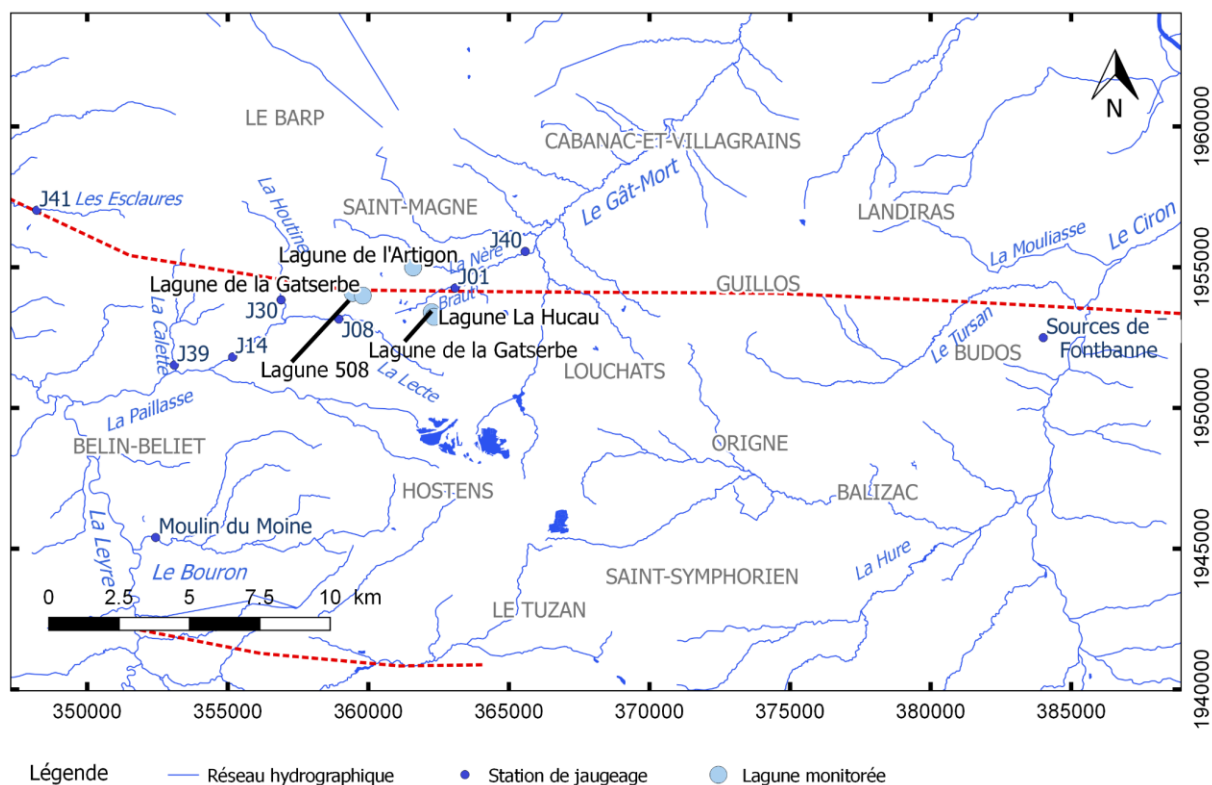 LE BARP
CABANAC-ET-VILLAGRAINS
N
1960000
J41
Les Esclaures
La Houtine
SAINT-MAGNE
Le Gât-Mort
LANDIRAS
Le Ciron
La Mouliasse
J40
La Nère
Lagune de l'Artigon
Lagune de la Gatserbe
J01
GUILLOS
1955000
Braut
J30
J08
Lagune La Hucau
Lagune de la Gatserbe
Lagune 508
La Calette
J39
J14
La Lecte
LOUCHATS
Le Tursan
BUDOS
Sources de
Fontbanne
La Paillasse
1950000
BELIN-BELIET
ORIGNE
HOSTENS
BALIZAC
La Leyre
Moulin du Moine
Le Bouron
1945000
La Hure
SAINT-SYMPHORIEN
LE TUZAN
0 2.5 5 7.5 10 km
1940000
350000 355000 360000 365000 370000 375000 380000 385000
Légende
Réseau hydrographique
Station de jaugeage
Lagune monitorée